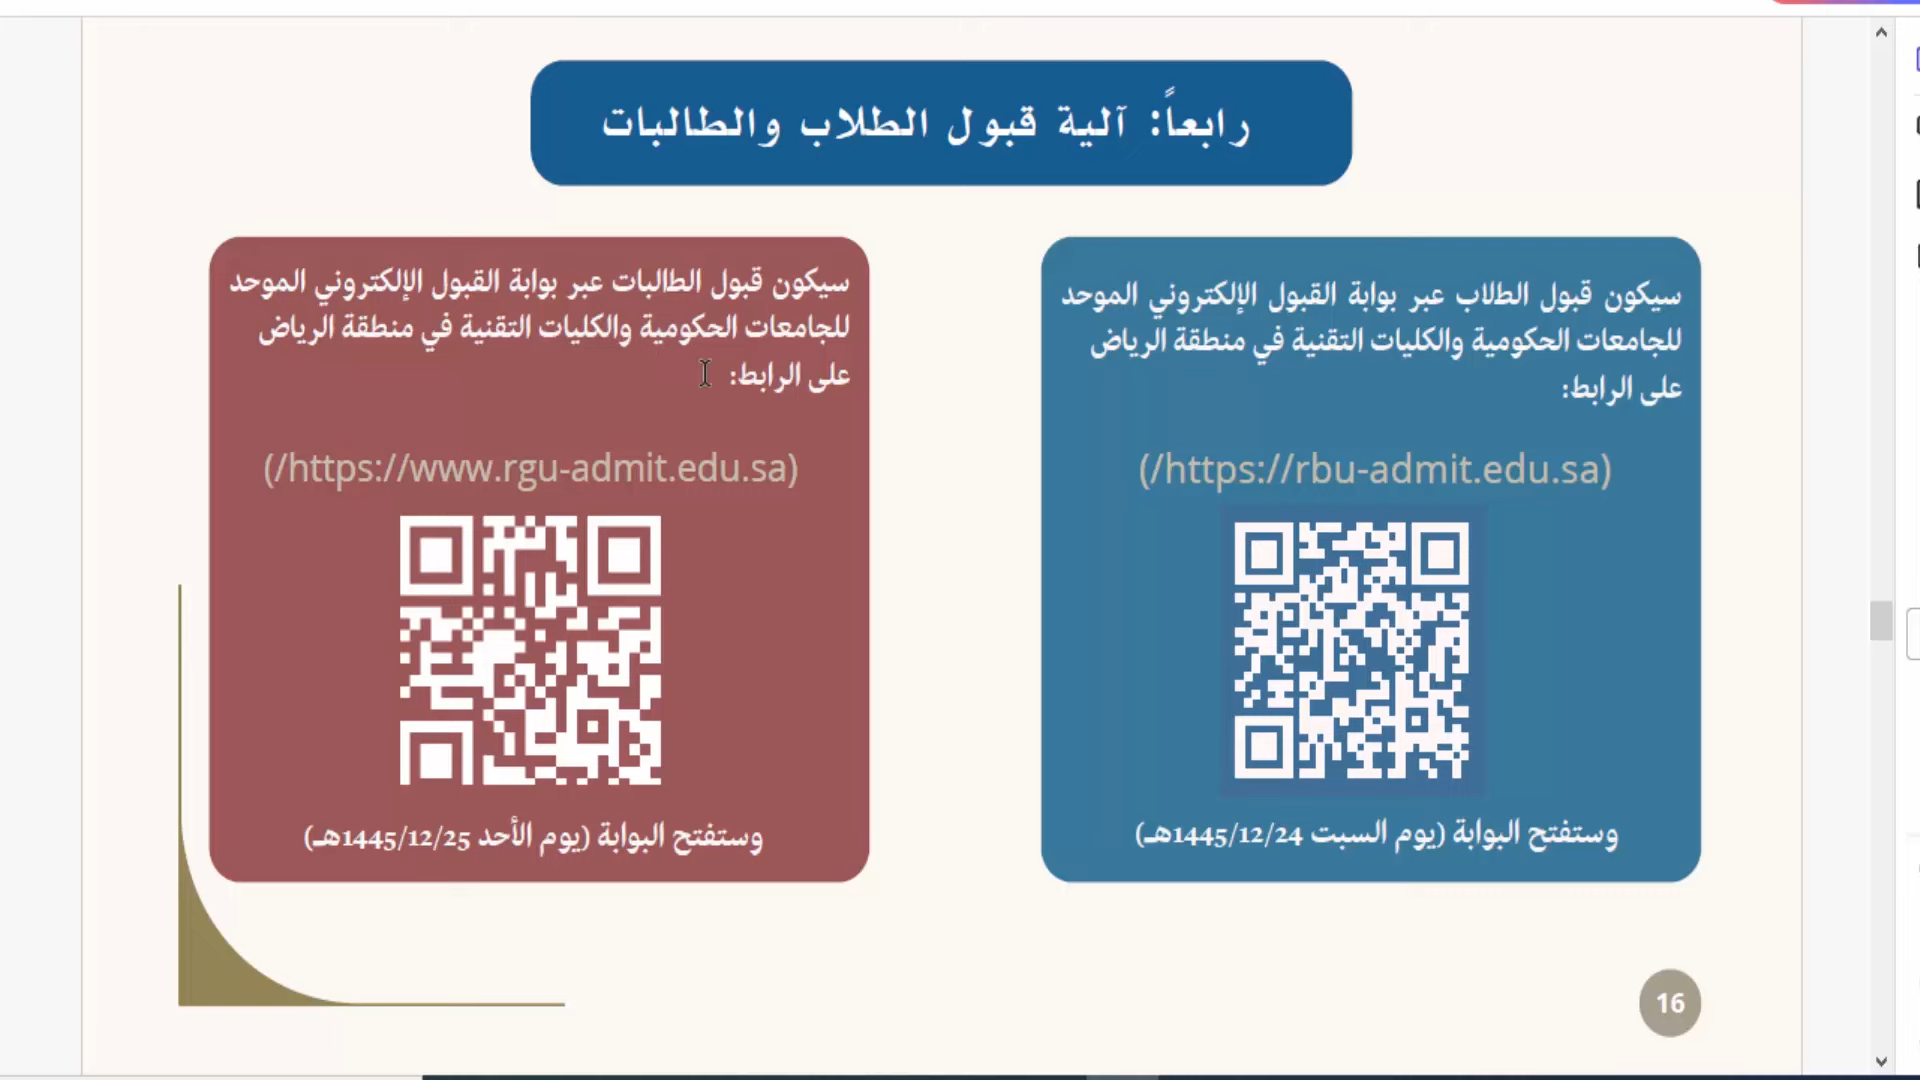 رابعاً: آلية قبول الطلاب والطالبات
سيكون قبول الطلاب عبر بوابة القبول الإلكتروني الموحد
للجامعات الحكومية والكليات التقنية في منطقة الرياض
على الرابط:
(/https://rbu-admit.edu.sa)
وستفتح البوابة (يوم السبت 1445/12/24هـ)
سيكون قبول الطالبات عبر بوابة القبول الإلكتروني الموحد
للجامعات الحكومية والكليات التقنية في منطقة الرياض
على الرابط:
(/https://www.rgu-admit.edu.sa)
وستفتح البوابة (يوم الأحد 1445/12/25هـ)
16